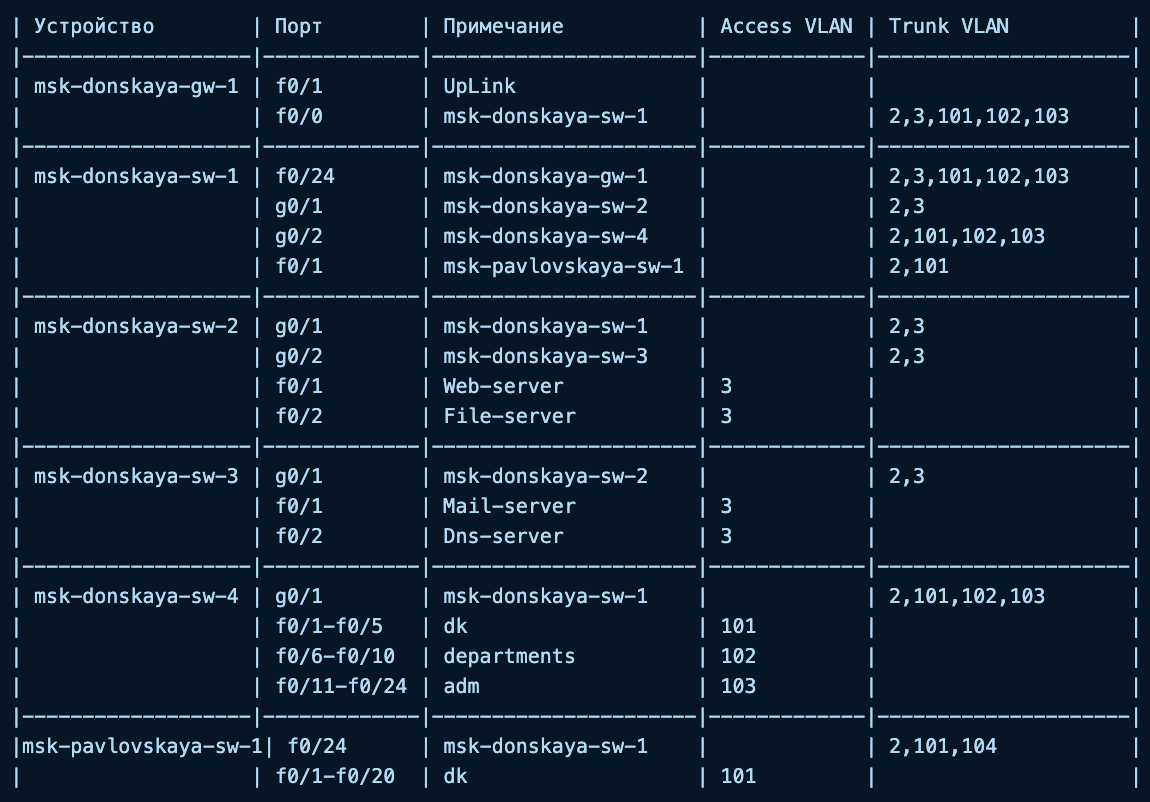 | Устройство | Порт | Примечание | Access VLAN | Trunk VLAN |
|-------------------|-------------|----------------------|-------------|---------------------|
| msk-donskaya-gw-1 | f0/1 | UpLink | | |
| | f0/0 | msk-donskaya-sw-1 | | 2,3,101,102,103 |
|-------------------|-------------|----------------------|-------------|---------------------|
| msk-donskaya-sw-1 | f0/24 | msk-donskaya-gw-1 | | 2,3,101,102,103 |
| | g0/1 | msk-donskaya-sw-2 | | 2,3 |
| | g0/2 | msk-donskaya-sw-4 | | 2,101,102,103 |
| | f0/1 | msk-pavlovskaya-sw-1 | | 2,101 |
|-------------------|-------------|----------------------|-------------|---------------------|
| msk-donskaya-sw-2 | g0/1 | msk-donskaya-sw-1 | | 2,3 |
| | g0/2 | msk-donskaya-sw-3 | | 2,3 |
| | f0/1 | Web-server | 3 | |
| | f0/2 | File-server | 3 | |
|-------------------|-------------|----------------------|-------------|---------------------|
| msk-donskaya-sw-3 | g0/1 | msk-donskaya-sw-2 | | 2,3 |
| | f0/1 | Mail-server | 3 | |
| | f0/2 | Dns-server | 3 | |
|-------------------|-------------|----------------------|-------------|---------------------|
| msk-donskaya-sw-4 | g0/1 | msk-donskaya-sw-1 | | 2,101,102,103 |
| | f0/1-f0/5 | dk | 101 | |
| | f0/6-f0/10 | departments | 102 | |
| | f0/11-f0/24 | adm | 103 | |
|-------------------|-------------|----------------------|-------------|---------------------|
|msk-pavlovskaya-sw-1| f0/24 | msk-donskaya-sw-1 | | 2,101,104 |
| | f0/1-f0/20 | dk | 101 | |